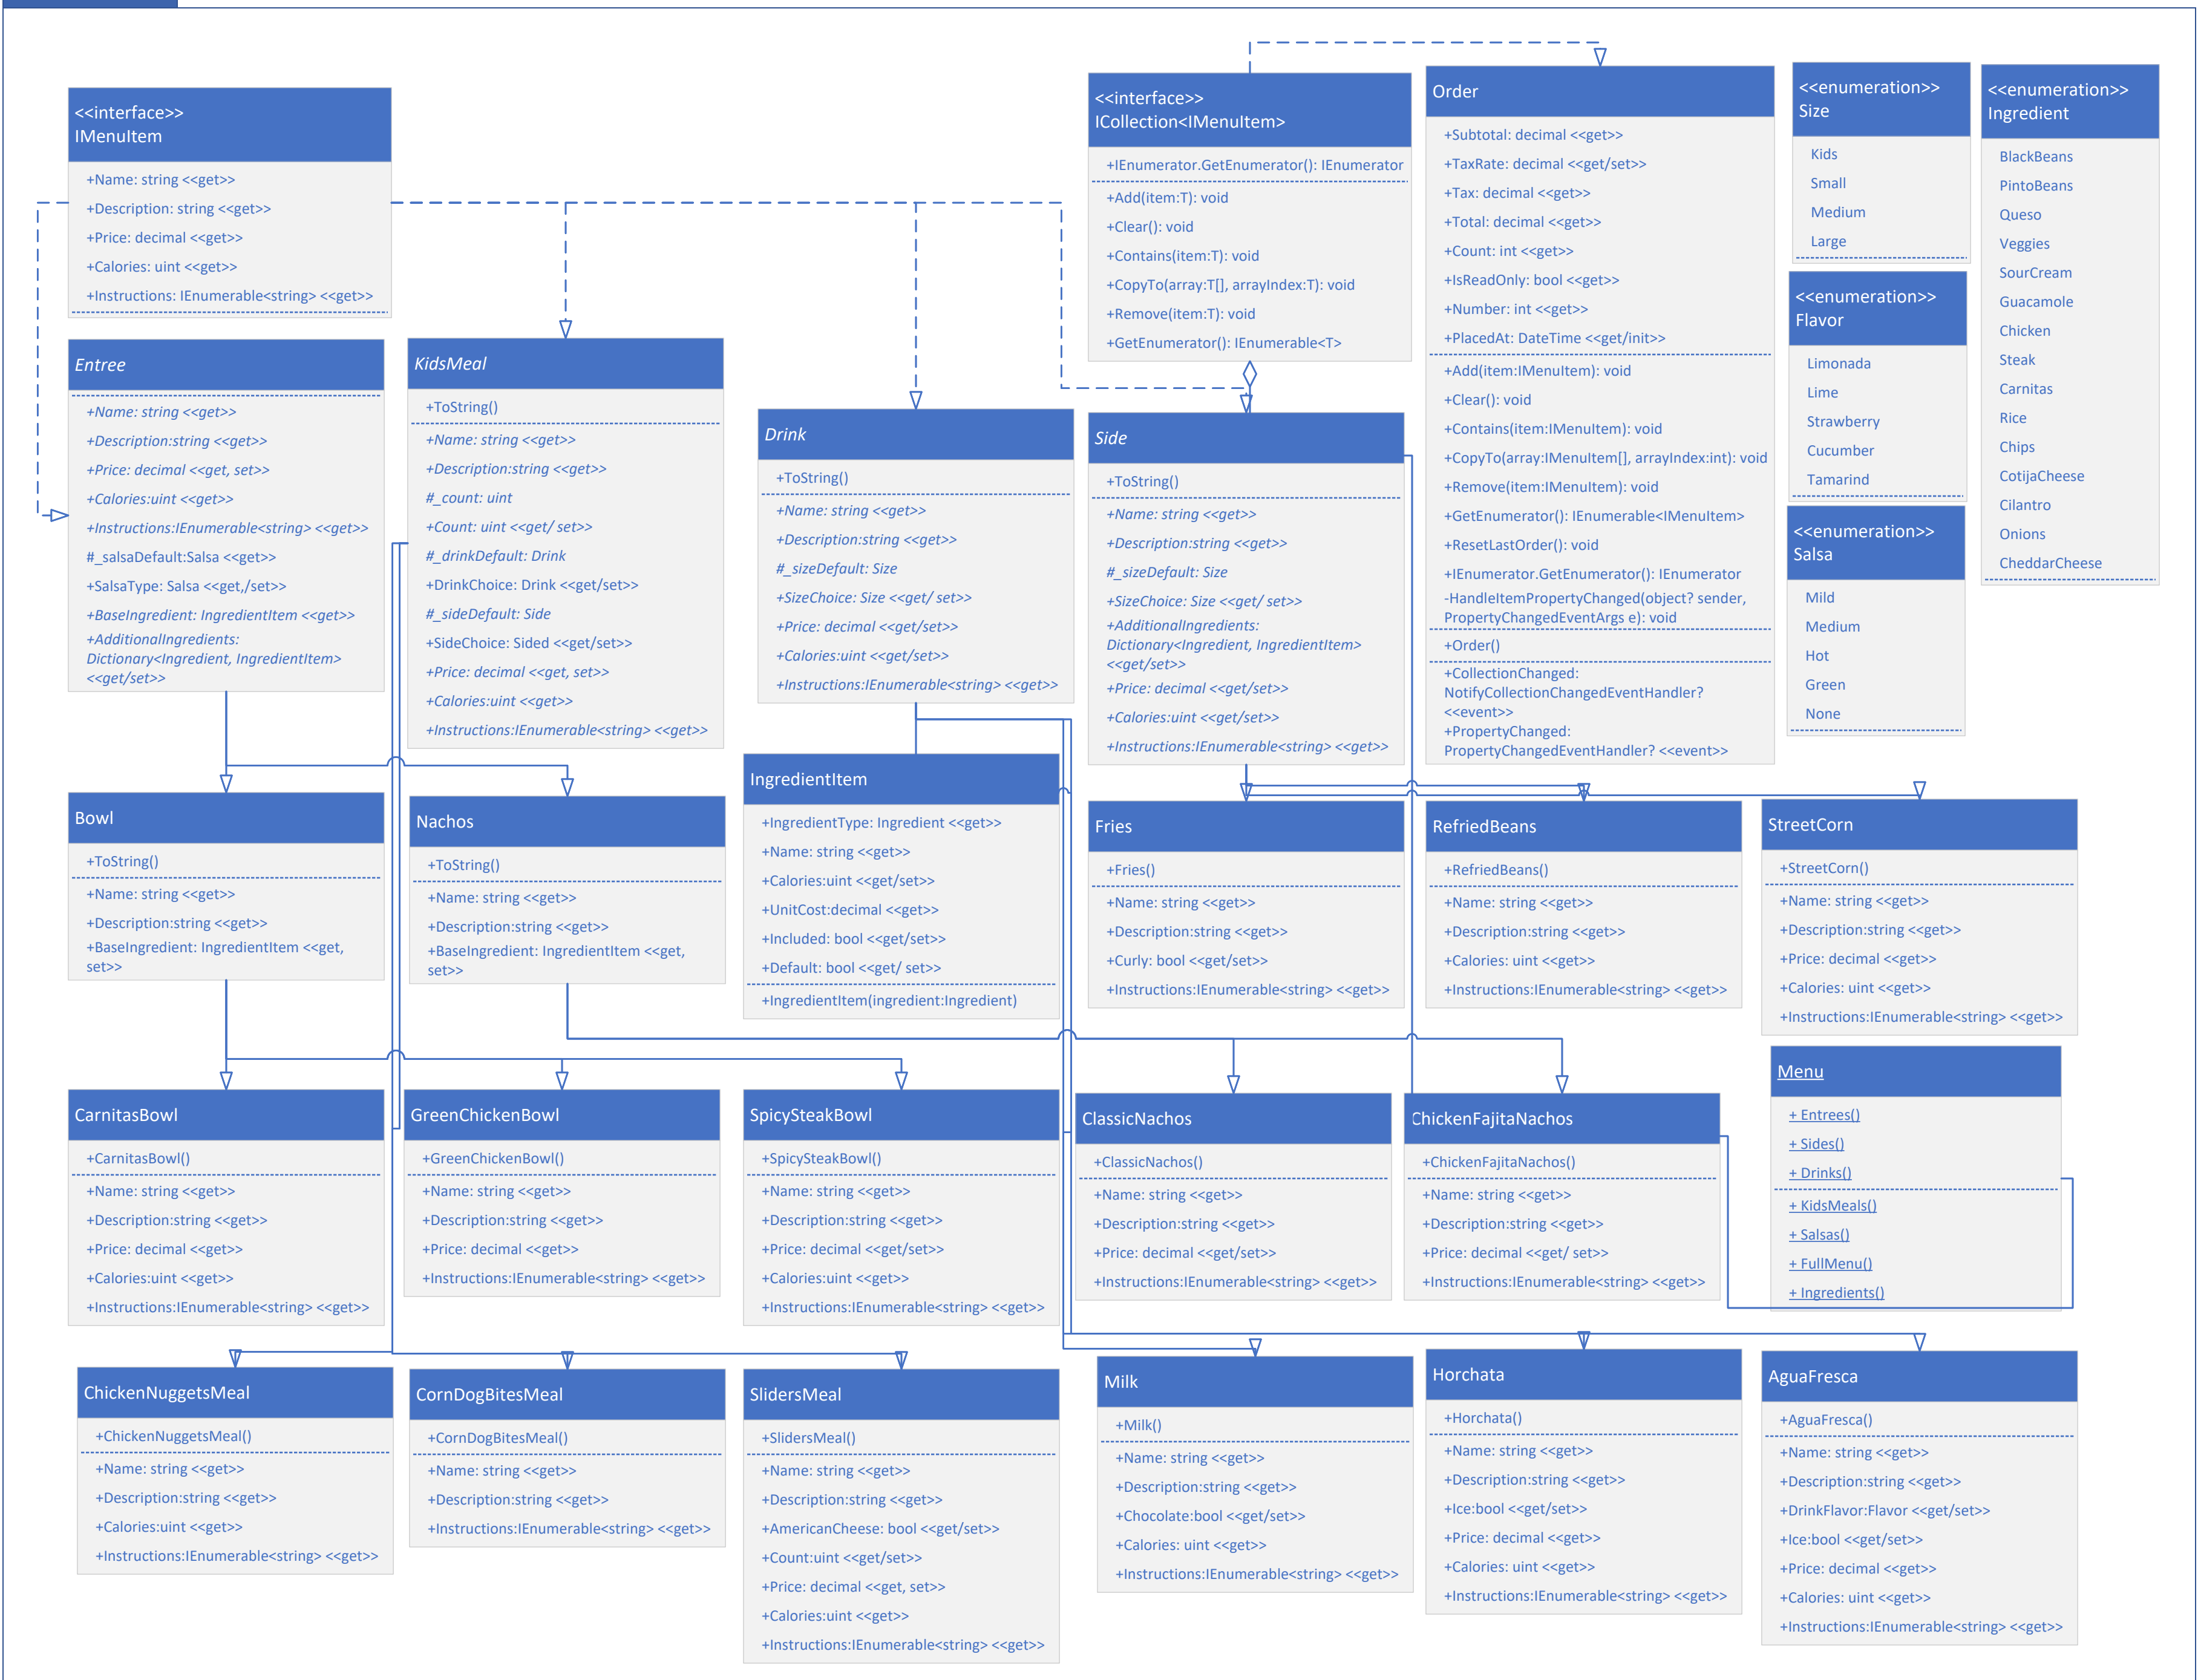 <<interface>>
IMenuItem
+Name: string <<get>>
+Description: string <<get>>
+Price: decimal <<get>>
+Calories: uint <<get>>
+Instructions: IEnumerable<string> <<get>>
<<interface>>
ICollection<IMenuItem>
+IEnumerator.GetEnumerator(): IEnumerator
+Add(item:T): void
+Clear(): void
+Contains(item:T): void
+CopyTo(array:T[], arrayIndex:T): void
+Remove(item:T): void
+GetEnumerator(): IEnumerable<T>
Order
+Subtotal: decimal <<get>>
+TaxRate: decimal <<get/set>>
+Tax: decimal <<get>>
+Total: decimal <<get>>
+Count: int <<get>>
+IsReadOnly: bool <<get>>
+Number: int <<get>>
+PlacedAt: DateTime <<get/init>>
+Add(item:IMenuItem): void
+Clear(): void
+Contains(item:IMenuItem): void
+CopyTo(array:IMenuItem[], arrayIndex:int): void
+Remove(item:IMenuItem): void
+GetEnumerator(): IEnumerable<IMenuItem>
+ResetLastOrder(): void
+IEnumerator.GetEnumerator(): IEnumerator
-HandleItemPropertyChanged(object? sender,
PropertyChangedEventArgs e): void
+Order()
+CollectionChanged:
NotifyCollectionChangedEventHandler?
<<event>>
+PropertyChanged:
PropertyChangedEventHandler? <<event>>
<<enumeration>>
Size
Kids
Small
Medium
Large
<<enumeration>>
Flavor
Limonada
Lime
Strawberry
Cucumber
Tamarind
<<enumeration>>
Salsa
Mild
Medium
Hot
Green
None
<<enumeration>>
Ingredient
BlackBeans
PintoBeans
Queso
Veggies
SourCream
Guacamole
Chicken
Steak
Carnitas
Rice
Chips
CotijaCheese
Cilantro
Onions
CheddarCheese
Entree
+Name: string <<get>>
+Description:string <<get>>
+Price: decimal <<get, set>>
+Calories:uint <<get>>
+Instructions:IEnumerable<string> <<get>>
#_salsaDefault:Salsa <<get>>
+SalsaType: Salsa <<get,/set>>
+BaseIngredient: IngredientItem <<get>>
+AdditionalIngredients:
Dictionary<Ingredient, IngredientItem>
<<get/set>>
KidsMeal
+ToString()
+Name: string <<get>>
+Description:string <<get>>
#_count: uint
+Count: uint <<get/ set>>
#_drinkDefault: Drink
+DrinkChoice: Drink <<get/set>>
#_sideDefault: Side
+SideChoice: Sided <<get/set>>
+Price: decimal <<get, set>>
+Calories:uint <<get>>
+Instructions:IEnumerable<string> <<get>>
Drink
+ToString()
+Name: string <<get>>
+Description:string <<get>>
#_sizeDefault: Size
+SizeChoice: Size <<get/ set>>
+Price: decimal <<get/set>>
+Calories:uint <<get/set>>
+Instructions:IEnumerable<string> <<get>>
Side
+ToString()
+Name: string <<get>>
+Description:string <<get>>
#_sizeDefault: Size
+SizeChoice: Size <<get/ set>>
+AdditionalIngredients:
Dictionary<Ingredient, IngredientItem>
<<get/set>>
+Price: decimal <<get/set>>
+Calories:uint <<get/set>>
+Instructions:IEnumerable<string> <<get>>
Bowl
+ToString()
+Name: string <<get>>
+Description:string <<get>>
+BaseIngredient: IngredientItem <<get,
set>>
Nachos
+ToString()
+Name: string <<get>>
+Description:string <<get>>
+BaseIngredient: IngredientItem <<get,
set>>
IngredientItem
+IngredientType: Ingredient <<get>>
+Name: string <<get>>
+Calories:uint <<get/set>>
+UnitCost:decimal <<get>>
+Included: bool <<get/set>>
+Default: bool <<get/ set>>
+IngredientItem(ingredient:Ingredient)
Fries
+Fries()
+Name: string <<get>>
+Description:string <<get>>
+Curly: bool <<get/set>>
+Instructions:IEnumerable<string> <<get>>
RefriedBeans
+RefriedBeans()
+Name: string <<get>>
+Description:string <<get>>
+Calories: uint <<get>>
+Instructions:IEnumerable<string> <<get>>
StreetCorn
+StreetCorn()
+Name: string <<get>>
+Description:string <<get>>
+Price: decimal <<get>>
+Calories: uint <<get>>
+Instructions:IEnumerable<string> <<get>>
CarnitasBowl
+CarnitasBowl()
+Name: string <<get>>
+Description:string <<get>>
+Price: decimal <<get>>
+Calories:uint <<get>>
+Instructions:IEnumerable<string> <<get>>
GreenChickenBowl
+GreenChickenBowl()
+Name: string <<get>>
+Description:string <<get>>
+Price: decimal <<get>>
+Instructions:IEnumerable<string> <<get>>
SpicySteakBowl
+SpicySteakBowl()
+Name: string <<get>>
+Description:string <<get>>
+Price: decimal <<get/set>>
+Calories:uint <<get>>
+Instructions:IEnumerable<string> <<get>>
ClassicNachos
+ClassicNachos()
+Name: string <<get>>
+Description:string <<get>>
+Price: decimal <<get/set>>
+Instructions:IEnumerable<string> <<get>>
ChickenFajitaNachos
+ChickenFajitaNachos()
+Name: string <<get>>
+Description:string <<get>>
+Price: decimal <<get/ set>>
+Instructions:IEnumerable<string> <<get>>
Menu
+ Entrees()
+ Sides()
+ Drinks()
+ KidsMeals()
+ Salsas()
+ FullMenu()
+ Ingredients()
ChickenNuggetsMeal
+ChickenNuggetsMeal()
+Name: string <<get>>
+Description:string <<get>>
+Calories:uint <<get>>
+Instructions:IEnumerable<string> <<get>>
CornDogBitesMeal
+CornDogBitesMeal()
+Name: string <<get>>
+Description:string <<get>>
+Instructions:IEnumerable<string> <<get>>
SlidersMeal
+SlidersMeal()
+Name: string <<get>>
+Description:string <<get>>
+AmericanCheese: bool <<get/set>>
+Count:uint <<get/set>>
+Price: decimal <<get, set>>
+Calories:uint <<get>>
+Instructions:IEnumerable<string> <<get>>
Milk
+Milk()
+Name: string <<get>>
+Description:string <<get>>
+Chocolate:bool <<get/set>>
+Calories: uint <<get>>
+Instructions:IEnumerable<string> <<get>>
Horchata
+Horchata()
+Name: string <<get>>
+Description:string <<get>>
+Ice:bool <<get/set>>
+Price: decimal <<get>>
+Calories: uint <<get>>
+Instructions:IEnumerable<string> <<get>>
AguaFresca
+AguaFresca()
+Name: string <<get>>
+Description:string <<get>>
+DrinkFlavor:Flavor <<get/set>>
+Ice:bool <<get/set>>
+Price: decimal <<get>>
+Calories: uint <<get>>
+Instructions:IEnumerable<string> <<get>>